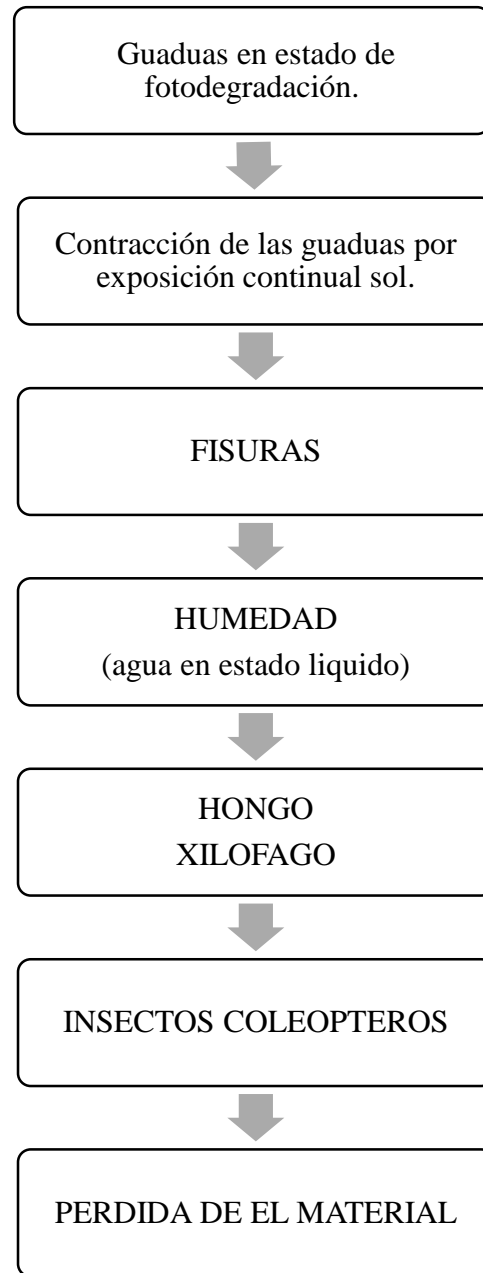 Guaduas en estado de
fotodegradación.
Contracción de las guaduas por
exposición continual sol.
FISURAS
HUMEDAD
(agua en estado liquido)
HONGO
XILOFAGO
INSECTOS COLEOPTEROS
PERDIDA DE EL MATERIAL